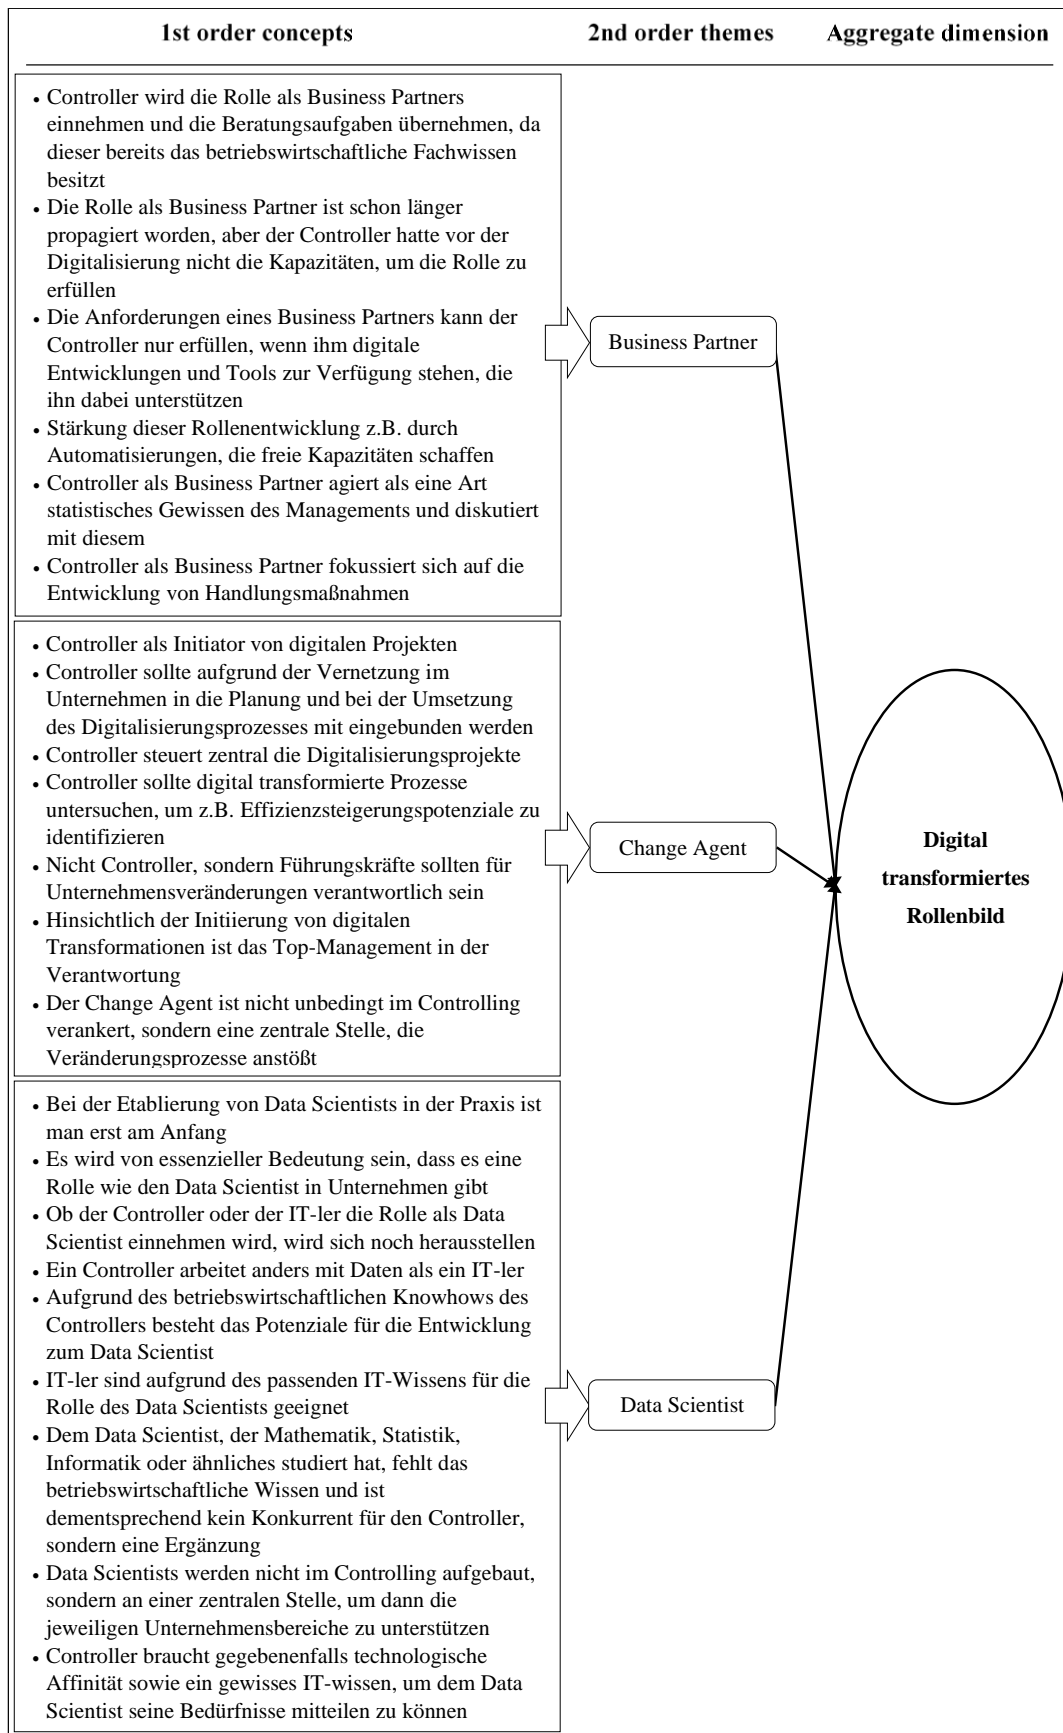 1st order concepts 2nd order themes Aggregate dimension
• Controller wird die Rolle als Business Partners
einnehmen und die Beratungsaufgaben übernehmen, da
dieser bereits das betriebswirtschaftliche Fachwissen
besitzt
• Die Rolle als Business Partner ist schon länger
propagiert worden, aber der Controller hatte vor der
Digitalisierung nicht die Kapazitäten, um die Rolle zu
erfüllen
• Die Anforderungen eines Business Partners kann der
Controller nur erfüllen, wenn ihm digitale
Entwicklungen und Tools zur Verfügung stehen, die
ihn dabei unterstützen
• Stärkung dieser Rollenentwicklung z.B. durch
Automatisierungen, die freie Kapazitäten schaffen
• Controller als Business Partner agiert als eine Art
statistisches Gewissen des Managements und diskutiert
mit diesem
• Controller als Business Partner fokussiert sich auf die
Entwicklung von Handlungsmaßnahmen
Business Partner
• Controller als Initiator von digitalen Projekten
• Controller sollte aufgrund der Vernetzung im
Unternehmen in die Planung und bei der Umsetzung
des Digitalisierungsprozesses mit eingebunden werden
• Controller steuert zentral die Digitalisierungsprojekte
• Controller sollte digital transformierte Prozesse
untersuchen, um z.B. Effizienzsteigerungspotenziale zu
identifizieren
• Nicht Controller, sondern Führungskräfte sollten für
Unternehmensveränderungen verantwortlich sein
• Hinsichtlich der Initiierung von digitalen
Transformationen ist das Top-Management in der
Verantwortung
• Der Change Agent ist nicht unbedingt im Controlling
verankert, sondern eine zentrale Stelle, die
Veränderungsprozesse anstößt
Change Agent
• Bei der Etablierung von Data Scientists in der Praxis ist
man erst am Anfang
• Es wird von essenzieller Bedeutung sein, dass es eine
Rolle wie den Data Scientist in Unternehmen gibt
• Ob der Controller oder der IT-ler die Rolle als Data
Scientist einnehmen wird, wird sich noch herausstellen
• Ein Controller arbeitet anders mit Daten als ein IT-ler
• Aufgrund des betriebswirtschaftlichen Knowhows des
Controllers besteht das Potenziale für die Entwicklung
zum Data Scientist
• IT-ler sind aufgrund des passenden IT-Wissens für die
Rolle des Data Scientists geeignet
• Dem Data Scientist, der Mathematik, Statistik,
Informatik oder ähnliches studiert hat, fehlt das
betriebswirtschaftliche Wissen und ist
dementsprechend kein Konkurrent für den Controller,
sondern eine Ergänzung
• Data Scientists werden nicht im Controlling aufgebaut,
sondern an einer zentralen Stelle, um dann die
jeweiligen Unternehmensbereiche zu unterstützen
• Controller braucht gegebenenfalls technologische
Affinität sowie ein gewisses IT-wissen, um dem Data
Scientist seine Bedürfnisse mitteilen zu können
Data Scientist
Digital
transformiertes
Rollenbild